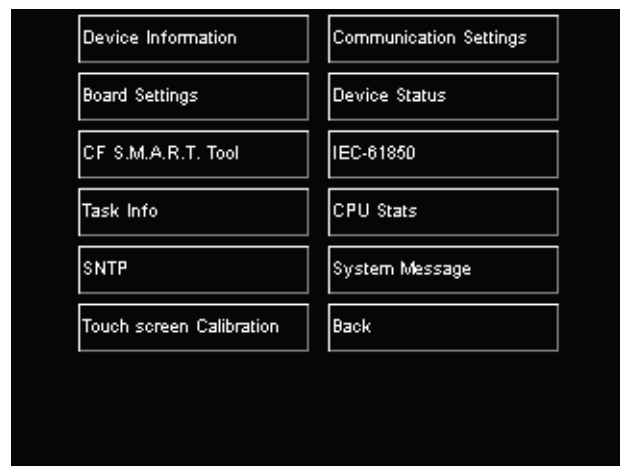 Device Information
Communication Settings
Board Settings
Device Status
CF S.M.A.R.T. Tool
IEC-61850
Task Info
CPU Stats
SNTP
System Message
Touch screen Calibration
Back